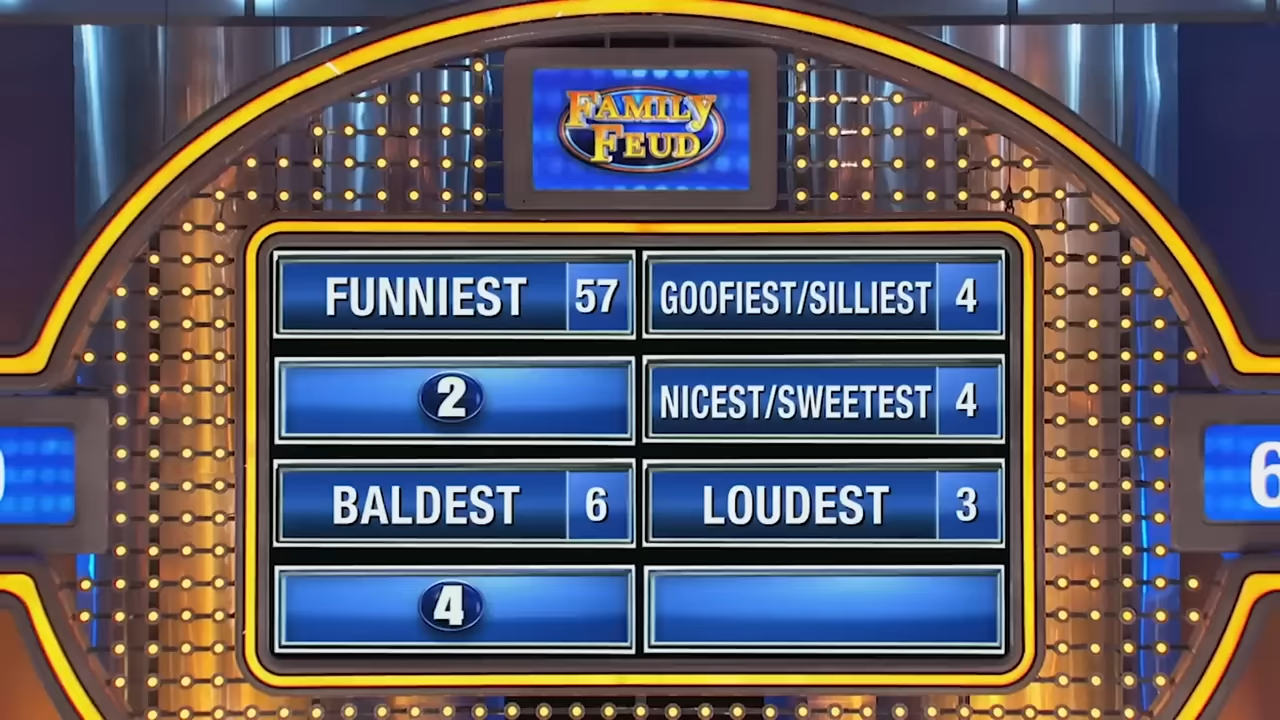 FAMILY
FEUD
FUNNIEST 57
GOOFIEST/SILLIEST 4
2
NICEST/SWEETEST 4
BALDEST 6
LOUDEST 3
4